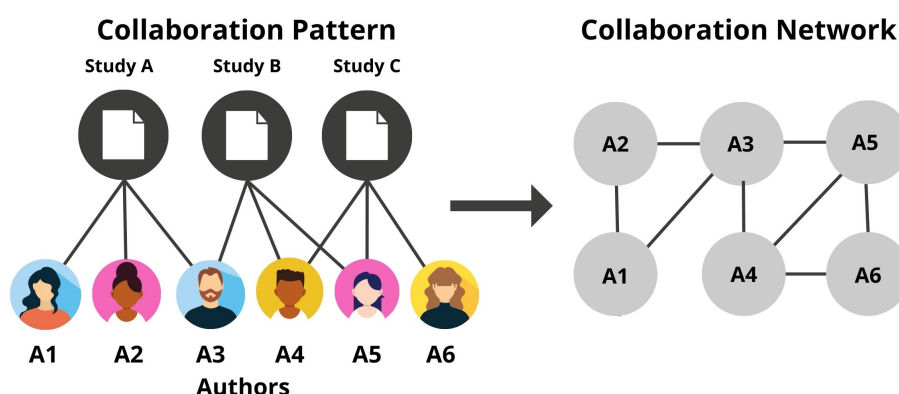 Collaboration Pattern
Study A Study B Study C
A1 A2 A3 A4 A5 A6
Authors
Collaboration Network
A2 A3 A5
A1 A4 A6